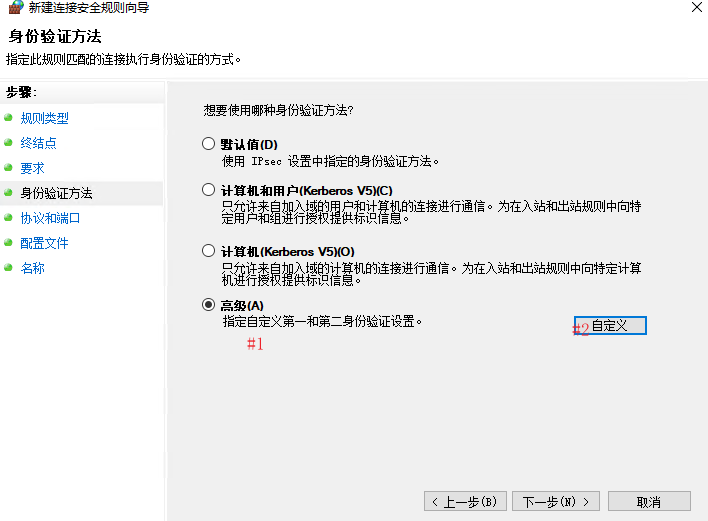 新建连接安全规则向导
身份验证方法
指定此规则匹配的连接执行身份验证的方式。
步骤:
规则类型
终结点
要求
身份验证方法
协议和端口
配置文件
名称
想要使用哪种身份验证方法?
默认值(D)
使用 IPsec 设置中指定的身份验证方法。
计算机和用户(Kerberos V5)(C)
只允许来自加入域的用户和计算机的连接进行通信。为在入站和出站规则中向特
定用户和组进行授权提供标识信息。
计算机(Kerberos V5)(O)
只允许来自加入域的计算机的连接进行通信。为在入站和出站规则中向特定计算
机进行授权提供标识信息。
高级(A)
指定自定义第一和第二身份验证设置。
#1
#2 自定义
< 上一步(B)
下一步(N) >
取消